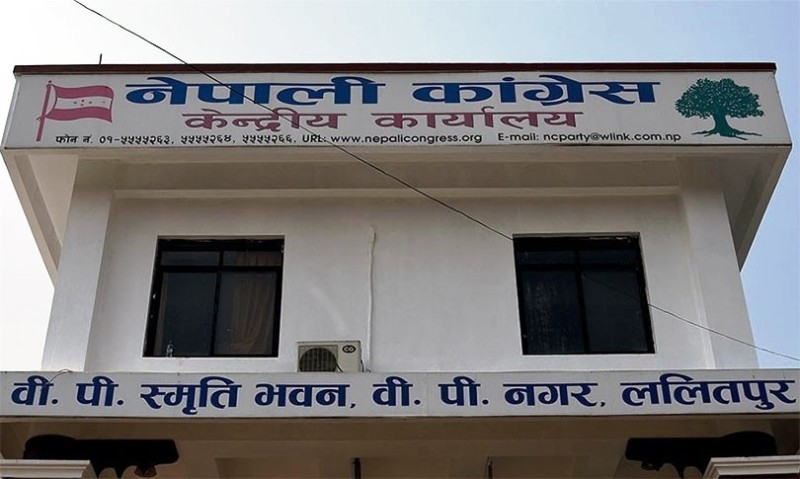 नेपाली कांग्रेस
केन्द्रीय कार्यालय
फोन नं. ०१-५५५५२६३, ५५५५२६४, ५५५५२६६, URL: www.nepalicongress.org E-mail: ncparty@wlink.com.np
वी. पी. स्मृति भवन, वी. पी. नगर, ललितपुर